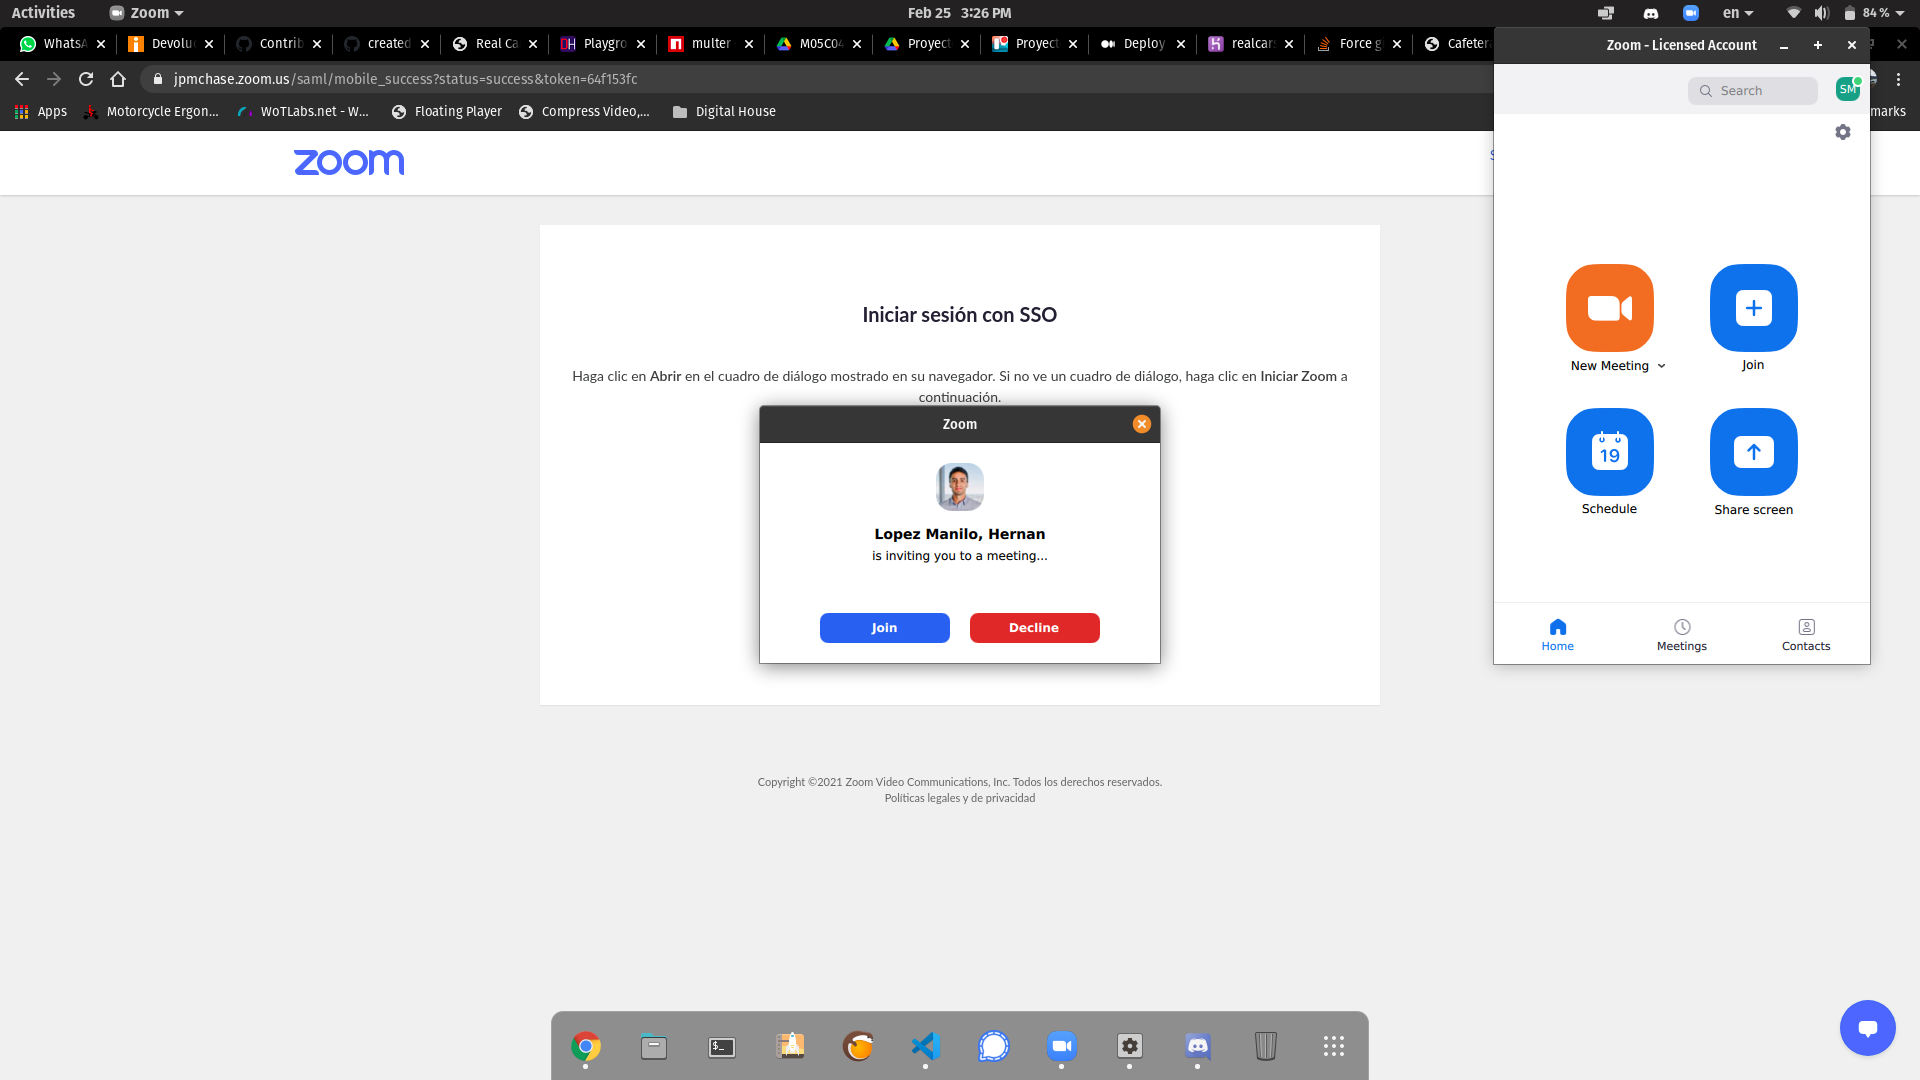 Activities
Zoom
Feb 25 3:26 PM
en
84 %
WhatsA
Devoluc
Contrib
created
Real Ca
Playgro
multer
M05C04
Proyect
Proyect
Deploy
realcars
Force g
Cafeter
jpmchase.zoom.us/saml/mobile_success?status=success&token=64f153fc
Apps
Motorcycle Ergon...
WoTLabs.net - W...
Floating Player
Compress Video,...
Digital House
marks
zoom
Iniciar sesión con SSO
Haga clic en Abrir en el cuadro de diálogo mostrado en su navegador. Si no ve un cuadro de diálogo, haga clic en Iniciar Zoom a
continuación.
Zoom
Lopez Manilo, Hernan
is inviting you to a meeting...
Join
Decline
Copyright ©2021 Zoom Video Communications, Inc. Todos los derechos reservados.
Políticas legales y de privacidad
Zoom - Licensed Account
Search
SM
New Meeting
Join
19
Schedule
Share screen
Home
Meetings
Contacts